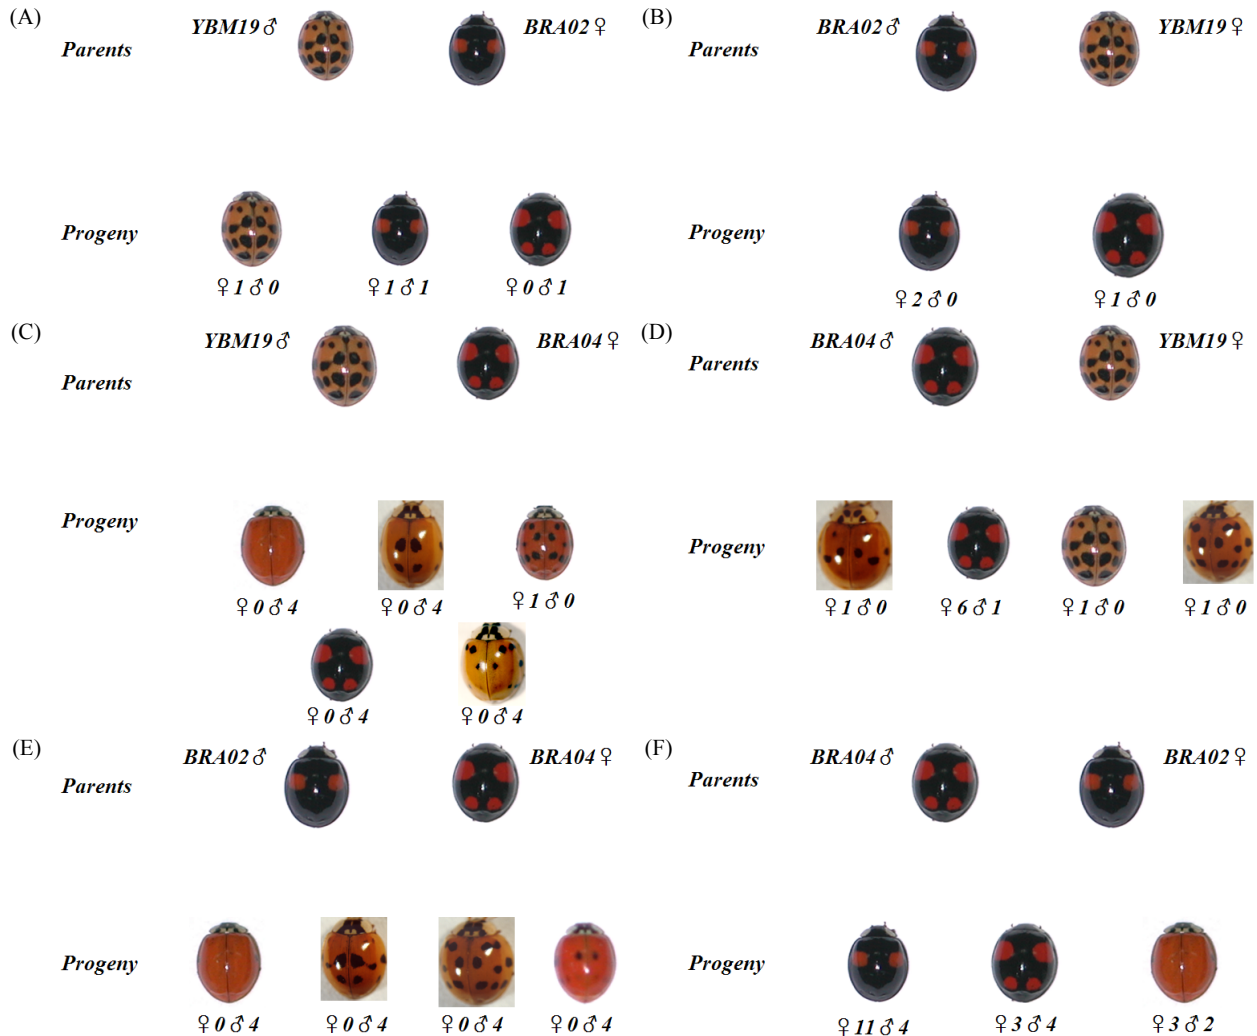 (A)
YBM19♂ BRA02♀
Parents
Progeny
♀1♂0 ♀1♂1 ♀0♂1
(B)
BRA02♂ YBM19♀
Parents
Progeny
♀2♂0 ♀1♂0
(C)
YBM19♂ BRA04♀
Parents
Progeny
♀0♂4 ♀0♂4 ♀1♂0
♀0♂4 ♀0♂4
(D)
BRA04♂ YBM19♀
Parents
Progeny
♀1♂0 ♀6♂1 ♀1♂0 ♀1♂0
(E)
BRA02♂ BRA04♀
Parents
Progeny
♀0♂4 ♀0♂4 ♀0♂4 ♀0♂4
(F)
BRA04♂ BRA02♀
Parents
Progeny
♀11♂4 ♀3♂4 ♀3♂2